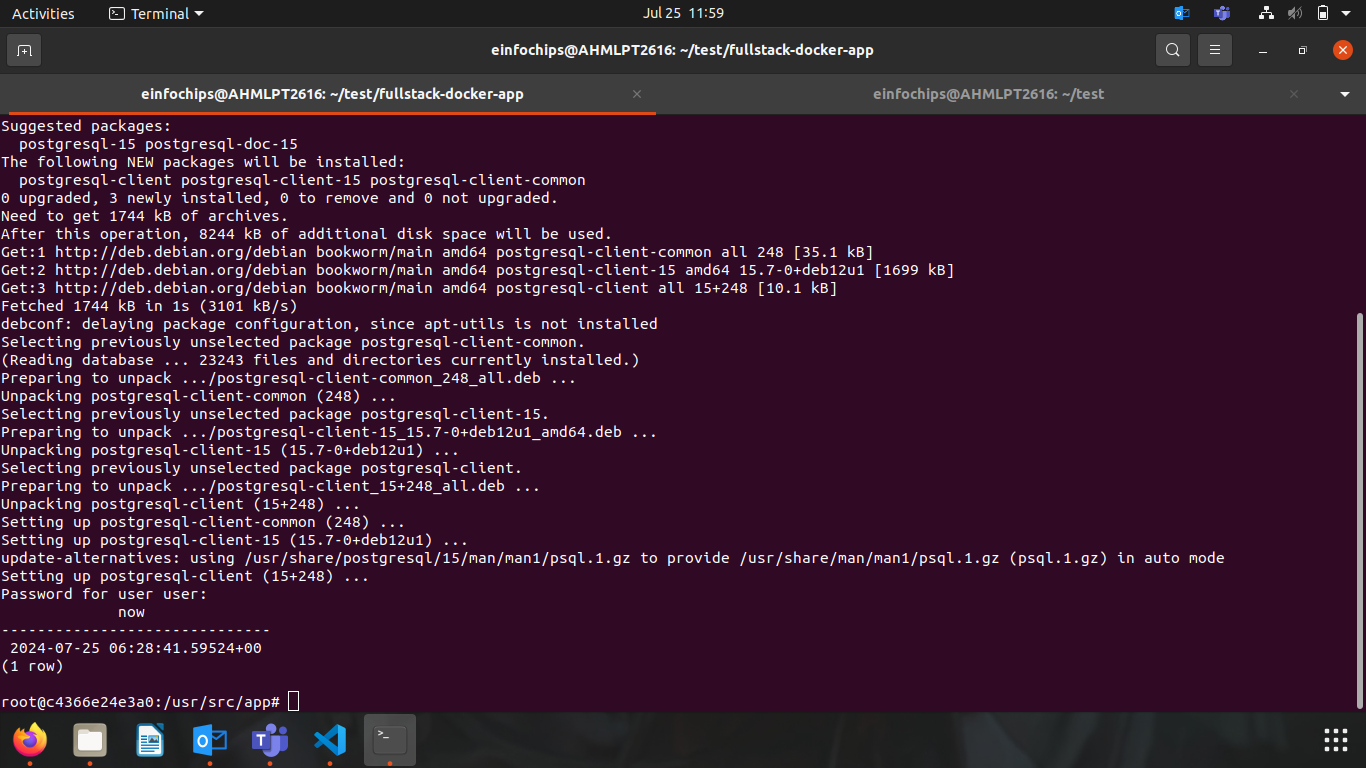 Activities
Terminal
Jul 25 11:59
einfochips@AHMLPT2616: ~/test/fullstack-docker-app
einfochips@AHMLPT2616: ~/test/fullstack-docker-app
einfochips@AHMLPT2616: ~/test
Suggested packages:
  postgresql-15 postgresql-doc-15
The following NEW packages will be installed:
  postgresql-client postgresql-client-15 postgresql-client-common
0 upgraded, 3 newly installed, 0 to remove and 0 not upgraded.
Need to get 1744 kB of archives.
After this operation, 8244 kB of additional disk space will be used.
Get:1 http://deb.debian.org/debian bookworm/main amd64 postgresql-client-common all 248 [35.1 kB]
Get:2 http://deb.debian.org/debian bookworm/main amd64 postgresql-client-15 amd64 15.7-0+deb12u1 [1699 kB]
Get:3 http://deb.debian.org/debian bookworm/main amd64 postgresql-client all 15+248 [10.1 kB]
Fetched 1744 kB in 1s (3101 kB/s)
debconf: delaying package configuration, since apt-utils is not installed
Selecting previously unselected package postgresql-client-common.
(Reading database ... 23243 files and directories currently installed.)
Preparing to unpack .../postgresql-client-common_248_all.deb ...
Unpacking postgresql-client-common (248) ...
Selecting previously unselected package postgresql-client-15.
Preparing to unpack .../postgresql-client-15_15.7-0+deb12u1_amd64.deb ...
Unpacking postgresql-client-15 (15.7-0+deb12u1) ...
Selecting previously unselected package postgresql-client.
Preparing to unpack .../postgresql-client_15+248_all.deb ...
Unpacking postgresql-client (15+248) ...
Setting up postgresql-client-common (248) ...
Setting up postgresql-client-15 (15.7-0+deb12u1) ...
update-alternatives: using /usr/share/postgresql/15/man/man1/psql.1.gz to provide /usr/share/man/man1/psql.1.gz (psql.1.gz) in auto mode
Setting up postgresql-client (15+248) ...
Password for user user:
             now
------------------------------
 2024-07-25 06:28:41.59524+00
(1 row)
root@c4366e24e3a0:/usr/src/app#